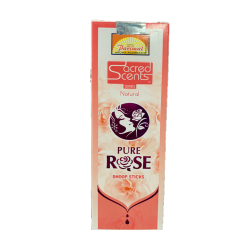 Parimal
Sacred
Scents
Natural
PURE
ROSE
DHOOP STICKS